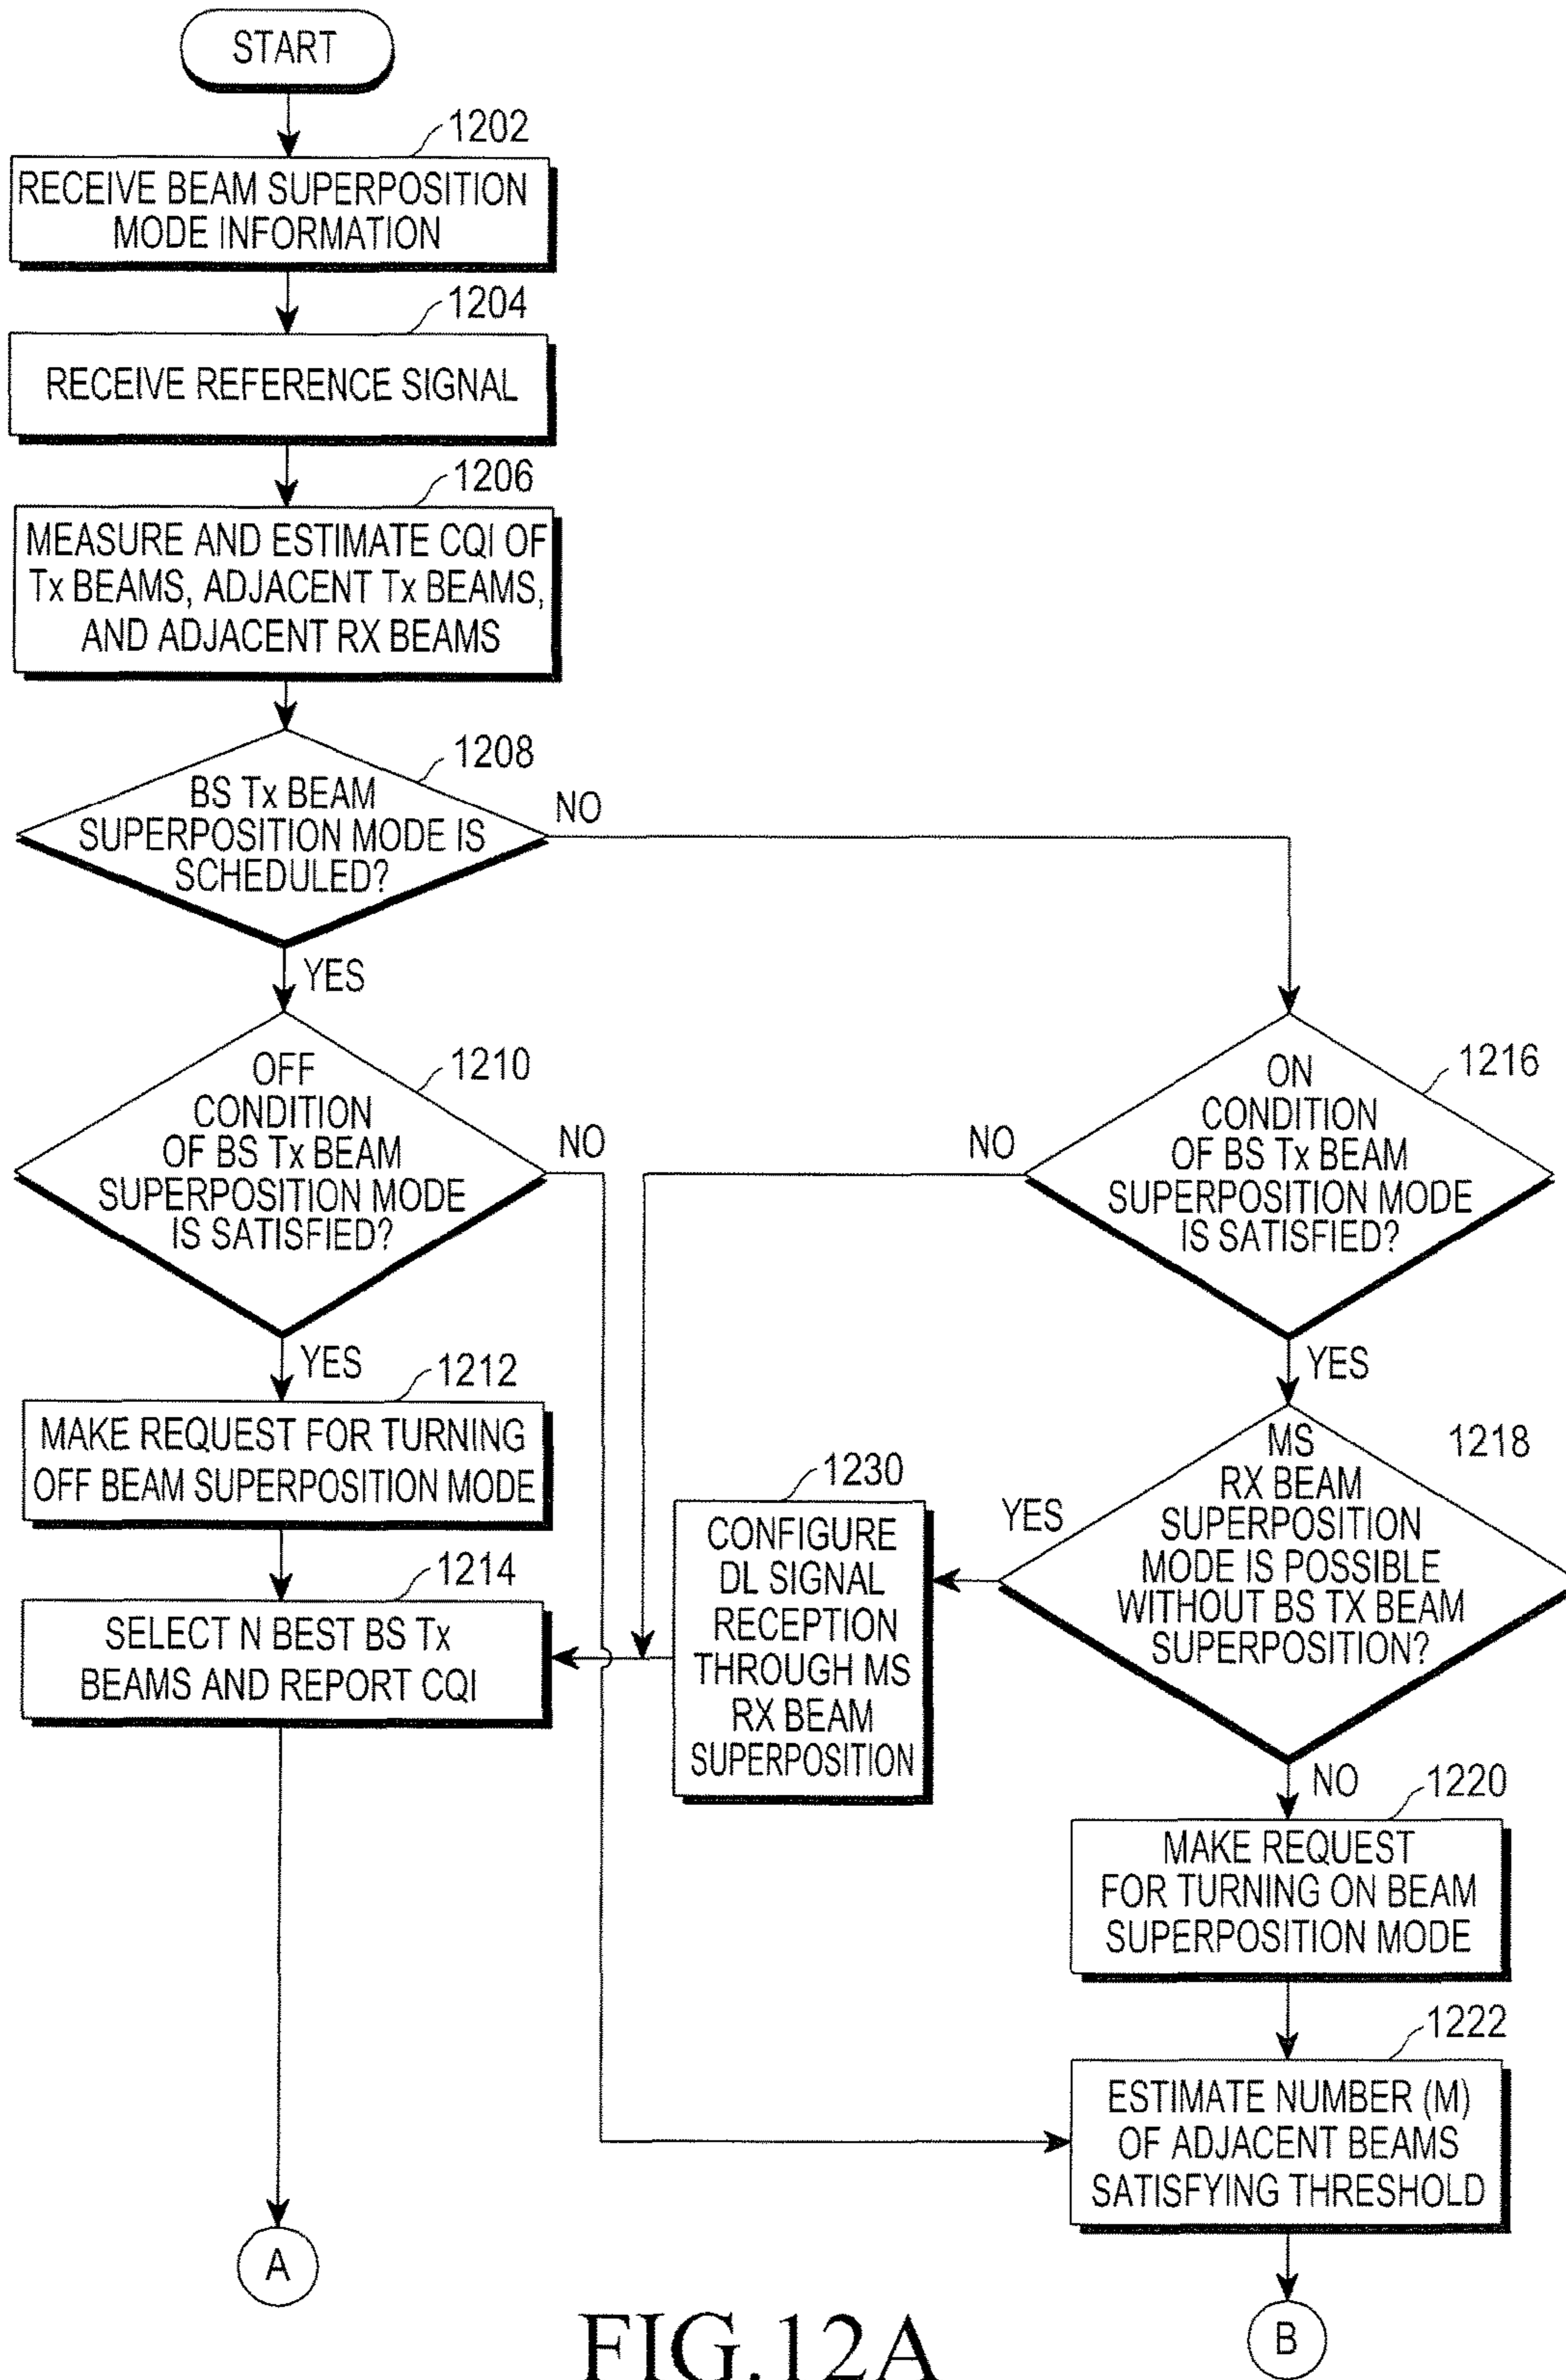 START
1202
RECEIVE BEAM SUPERPOSITION
MODE INFORMATION
1204
RECEIVE REFERENCE SIGNAL
1206
MEASURE AND ESTIMATE CQI OF
Tx BEAMS, ADJACENT Tx BEAMS,
AND ADJACENT RX BEAMS
1208
BS Tx BEAM
SUPERPOSITION MODE IS
SCHEDULED?
NO
YES
1210
OFF
CONDITION
OF BS Tx BEAM
SUPERPOSITION MODE
IS SATISFIED?
NO
YES
1212
MAKE REQUEST FOR TURNING
OFF BEAM SUPERPOSITION MODE
1214
SELECT N BEST BS Tx
BEAMS AND REPORT CQI
A
1216
ON
CONDITION
OF BS Tx BEAM
SUPERPOSITION MODE
IS SATISFIED?
NO
YES
1218
MS
RX BEAM
SUPERPOSITION
MODE IS POSSIBLE
WITHOUT BS TX BEAM
SUPERPOSITION?
YES
NO
1230
CONFIGURE
DL SIGNAL
RECEPTION
THROUGH MS
RX BEAM
SUPERPOSITION
1220
MAKE REQUEST
FOR TURNING ON BEAM
SUPERPOSITION MODE
1222
ESTIMATE NUMBER (M)
OF ADJACENT BEAMS
SATISFYING THRESHOLD
B
FIG.12A